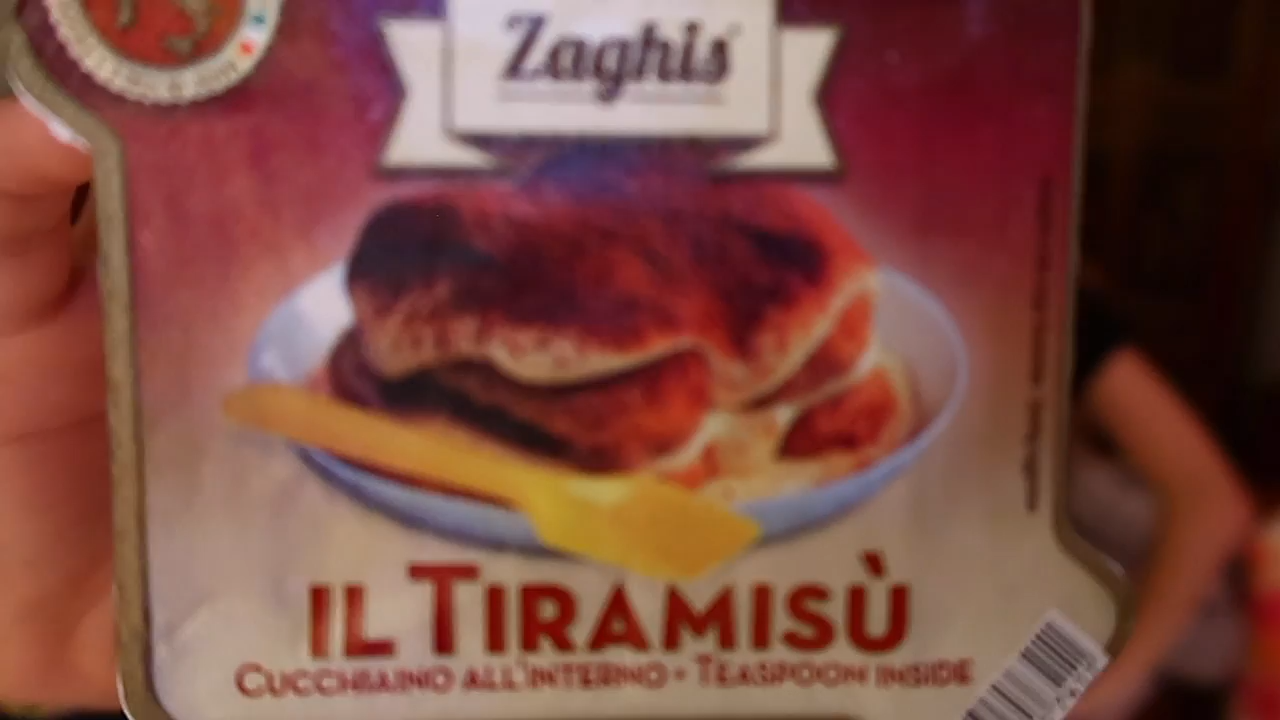 Zaghis
IL TIRAMISÙ
CUCCHIAINO ALL'INTERNO • TEASPOON INSIDE